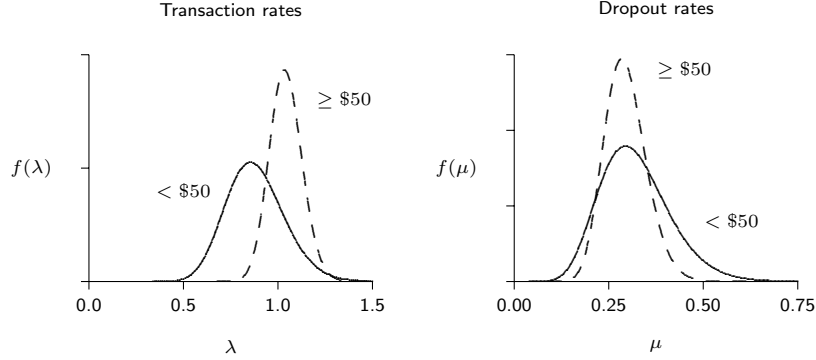 Transaction rates
f(λ)
≥ $50
< $50
0.0 0.5 1.0 1.5
λ
Dropout rates
f(μ)
≥ $50
< $50
0.00 0.25 0.50 0.75
μ